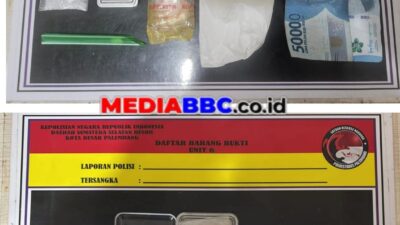 50000
MEDIABBC.co.id
KEPOLISIAN NEGARA REPUBLIK INDONESIA
DAERAH SUMATERA SELATAN RESOR
KOTA BESAR PALEMBANG
DAFTAR BARANG BUKTI
UNIT 6
LAPORAN POLISI :
TERSANGKA :